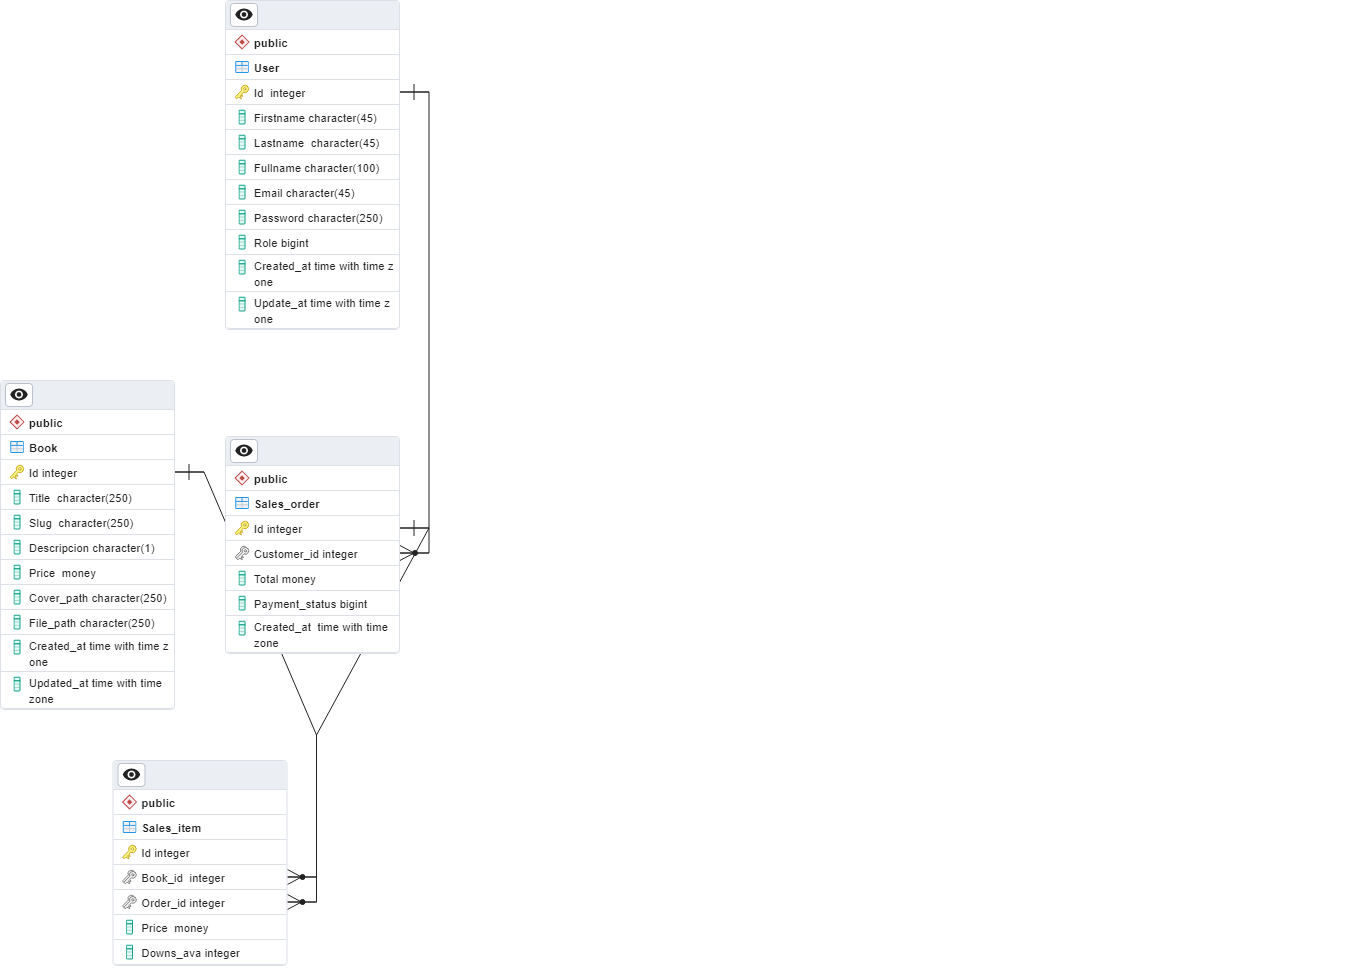 public
User
Id  integer
Firstname character(45)
Lastname  character(45)
Fullname character(100)
Email character(45)
Password character(250)
Role bigint
Created_at time with time z
one
Update_at time with time z
one
public
Book
Id integer
Title  character(250)
Slug  character(250)
Descripcion character(1)
Price  money
Cover_path character(250)
File_path character(250)
Created_at time with time z
one
Updated_at time with time
zone
public
Sales_order
Id integer
Customer_id integer
Total money
Payment_status bigint
Created_at  time with time
zone
public
Sales_item
Id integer
Book_id  integer
Order_id integer
Price  money
Downs_ava integer